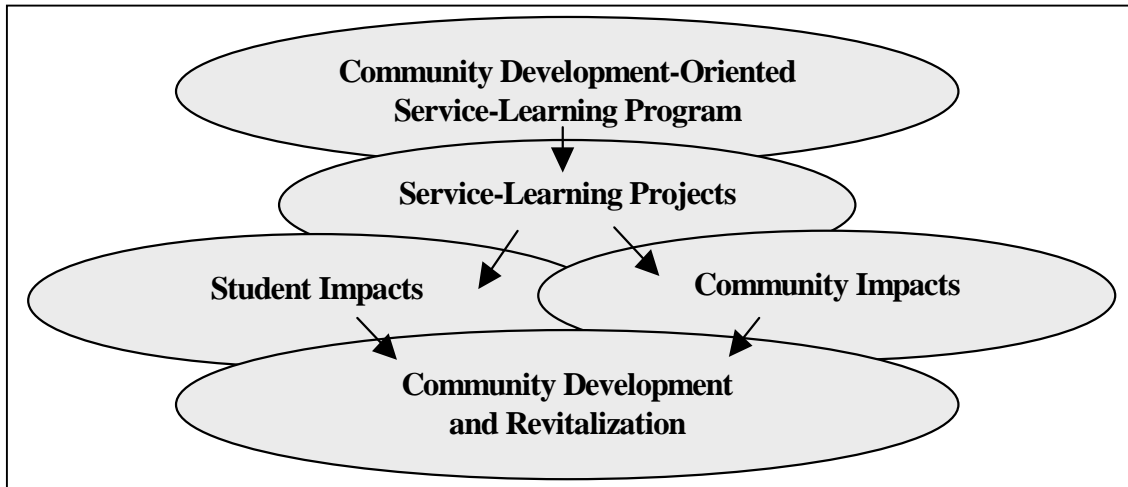 Community Development-Oriented
Service-Learning Program
Service-Learning Projects
Student Impacts
Community Impacts
Community Development
and Revitalization